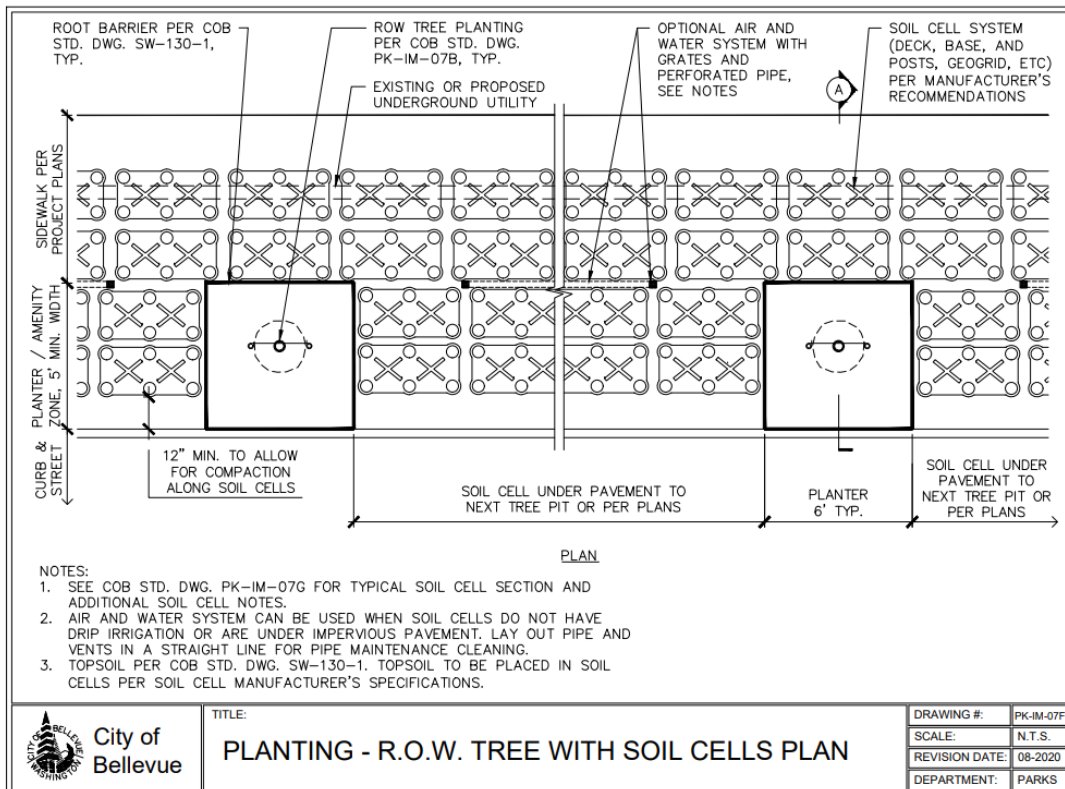 ROOT BARRIER PER COB
STD. DWG. SW-130-1,
TYP.
ROW TREE PLANTING
PER COB STD. DWG.
PK-IM-07B, TYP.
EXISTING OR PROPOSED
UNDERGROUND UTILITY
OPTIONAL AIR AND
WATER SYSTEM WITH
GRATES AND
PERFORATED PIPE,
SEE NOTES
SOIL CELL SYSTEM
(DECK, BASE, AND
POSTS, GEOGRID, ETC)
PER MANUFACTURER'S
RECOMMENDATIONS
A
SIDEWALK PER
PROJECT PLANS
PLANTER / AMENITY
ZONE, 5' MIN. WIDTH
CURB &
STREET
12" MIN. TO ALLOW
FOR COMPACTION
ALONG SOIL CELLS
SOIL CELL UNDER PAVEMENT TO
NEXT TREE PIT OR PER PLANS
PLANTER
6' TYP.
SOIL CELL UNDER
PAVEMENT TO
NEXT TREE PIT OR
PER PLANS
PLAN
NOTES:
1. SEE COB STD. DWG. PK-IM-07G FOR TYPICAL SOIL CELL SECTION AND
ADDITIONAL SOIL CELL NOTES.
2. AIR AND WATER SYSTEM CAN BE USED WHEN SOIL CELLS DO NOT HAVE
DRIP IRRIGATION OR ARE UNDER IMPERVIOUS PAVEMENT. LAY OUT PIPE AND
VENTS IN A STRAIGHT LINE FOR PIPE MAINTENANCE CLEANING.
3. TOPSOIL PER COB STD. DWG. SW-130-1. TOPSOIL TO BE PLACED IN SOIL
CELLS PER SOIL CELL MANUFACTURER'S SPECIFICATIONS.
CITY OF BELLEVUE
WASHINGTON
City of
Bellevue
TITLE:
PLANTING - R.O.W. TREE WITH SOIL CELLS PLAN
DRAWING #: PK-IM-07F
SCALE: N.T.S.
REVISION DATE: 08-2020
DEPARTMENT: PARKS